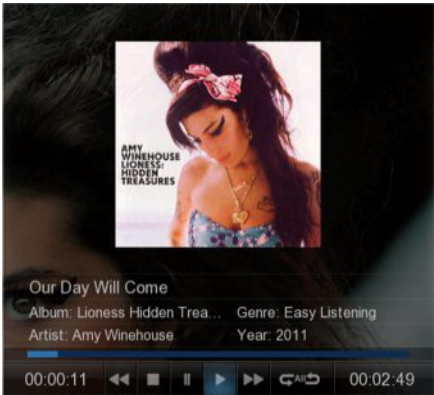 AMY
WINEHOUSE
LIONESS:
HIDDEN
TREASURES
Our Day Will Come
Album: Lioness Hidden Trea... Genre: Easy Listening
Artist: Amy Winehouse Year: 2011
00:00:11 All 00:02:49